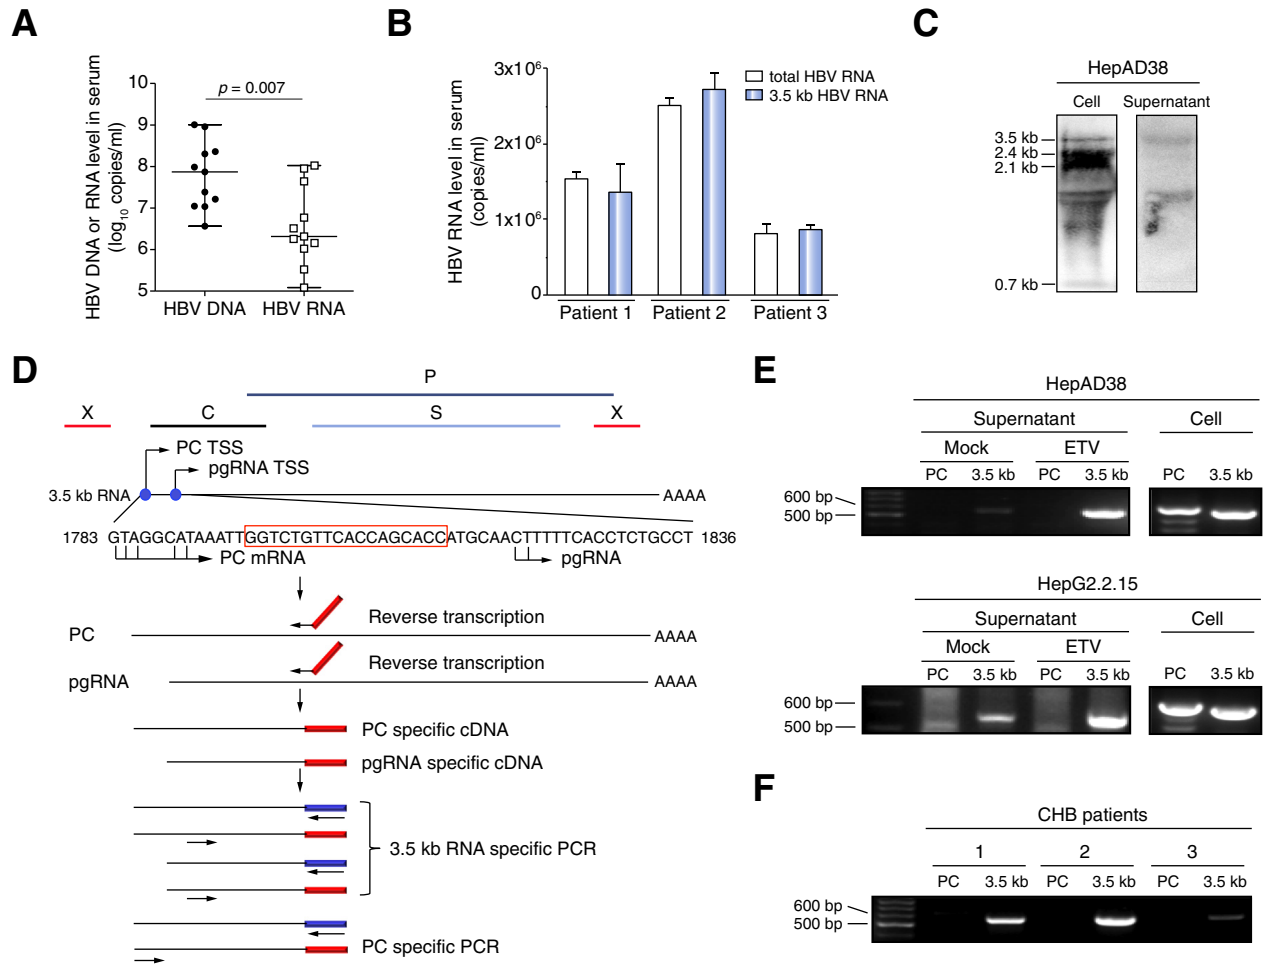 A
HBV DNA or RNA level in serum
(log10 copies/ml)
10
9
8
7
6
5
p = 0.007
HBV DNA
HBV RNA
B
HBV RNA level in serum
(copies/ml)
3x10^6
2x10^6
1x10^6
0
total HBV RNA
3.5 kb HBV RNA
Patient 1
Patient 2
Patient 3
C
HepAD38
Cell
Supernatant
3.5 kb
2.4 kb
2.1 kb
0.7 kb
D
P
X
C
S
X
PC TSS
pgRNA TSS
3.5 kb RNA
AAAA
1783 GTAGGCATAAATTGGTCTGTTCACCAGCACCATGCAACTTTTTCACCTCTGCCT 1836
PC mRNA
pgRNA
Reverse transcription
PC
AAAA
Reverse transcription
pgRNA
AAAA
PC specific cDNA
pgRNA specific cDNA
3.5 kb RNA specific PCR
PC specific PCR
E
HepAD38
Supernatant
Cell
Mock
ETV
PC 3.5 kb PC 3.5 kb PC 3.5 kb
600 bp
500 bp
HepG2.2.15
Supernatant
Cell
Mock
ETV
PC 3.5 kb PC 3.5 kb PC 3.5 kb
600 bp
500 bp
F
CHB patients
1 2 3
PC 3.5 kb PC 3.5 kb PC 3.5 kb
600 bp
500 bp